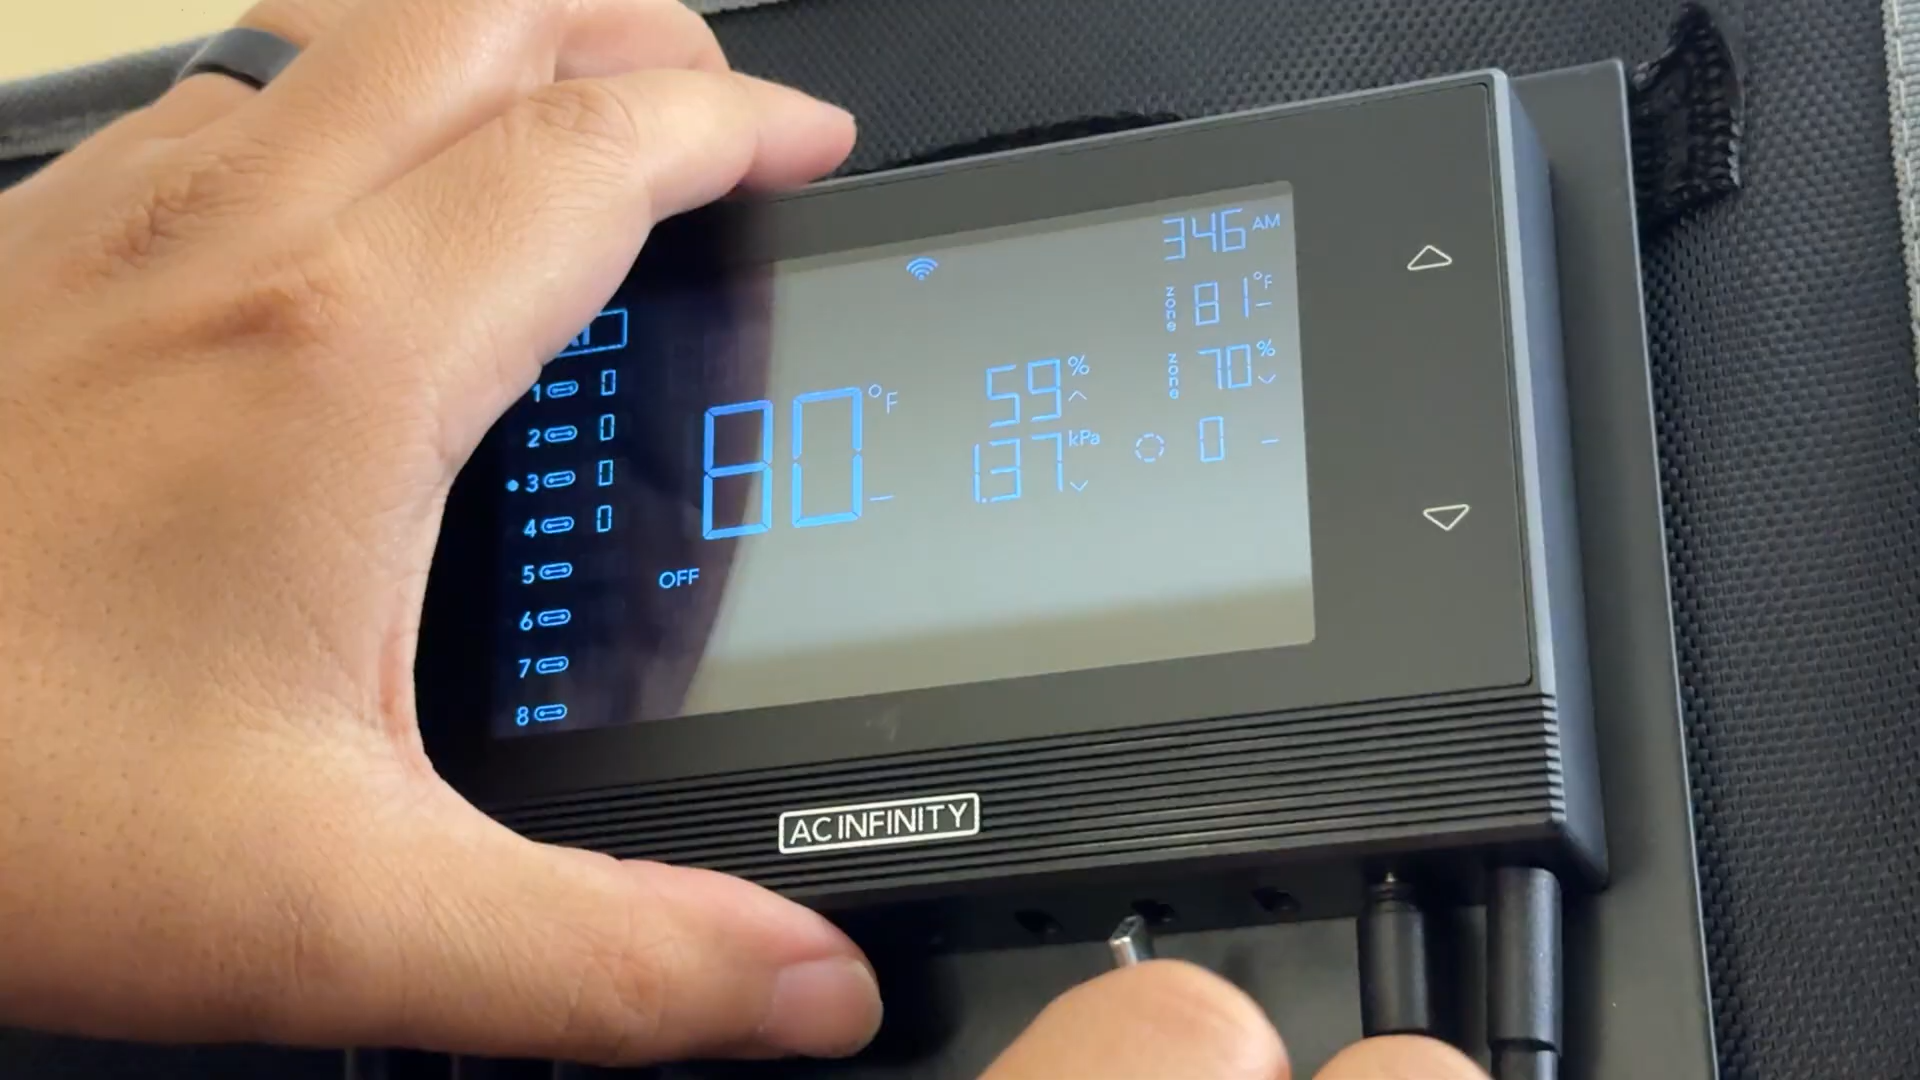 346 AM
zone 81°F
zone 70%
0
1 0
2 0
3 0
4 0
5
6
7
8
80°F
59%
1.37 kPa
OFF
AC INFINITY